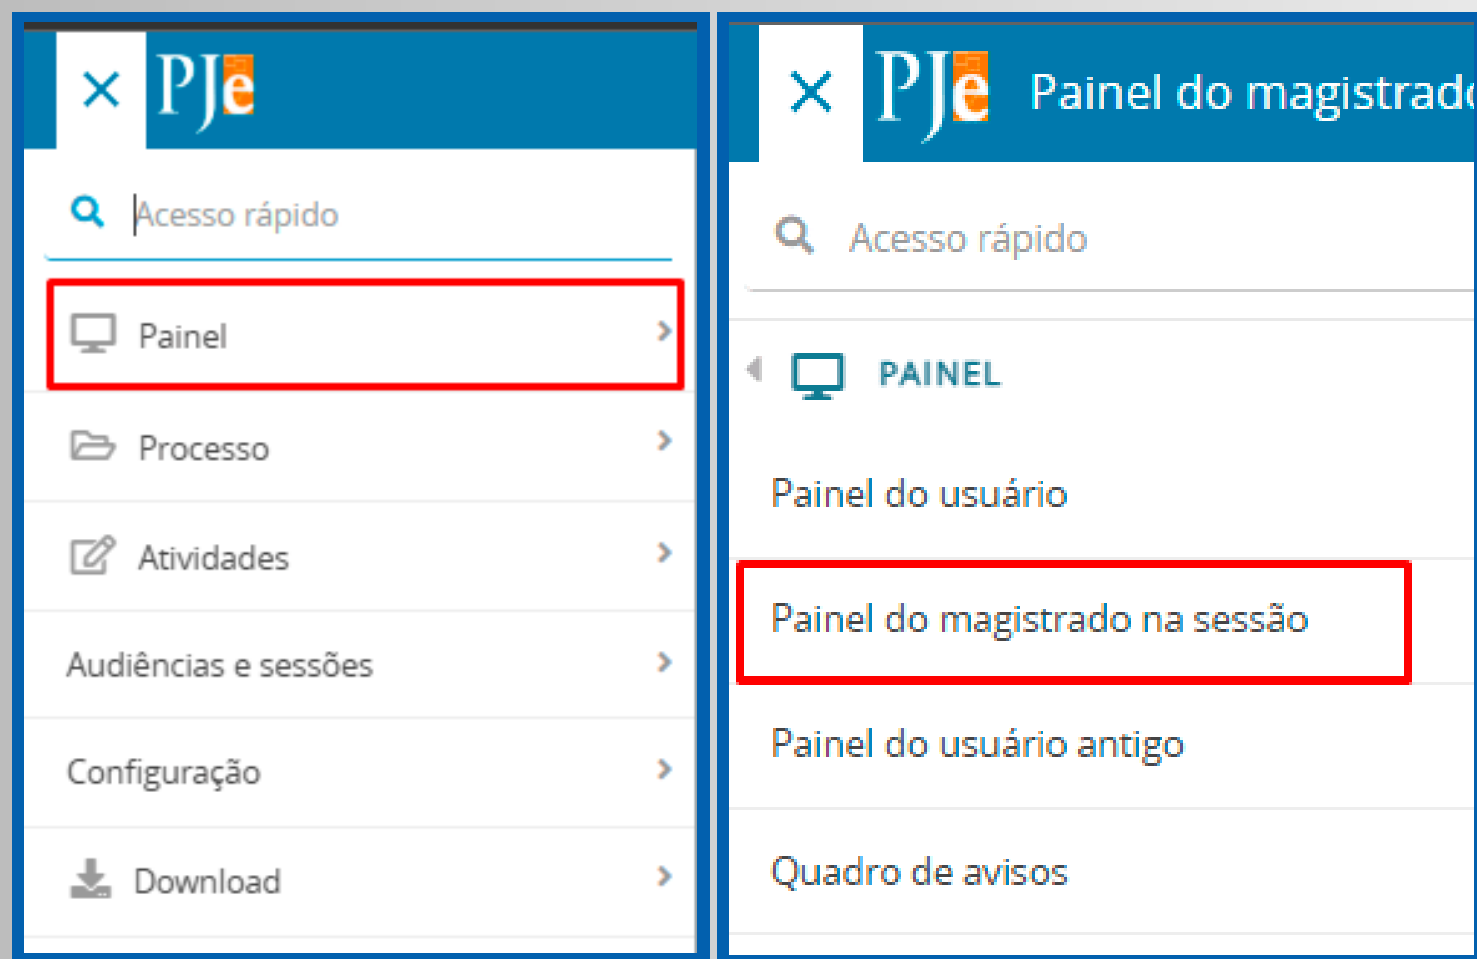 PJe
Acesso rápido
Painel
Processo
Atividades
Audiências e sessões
Configuração
Download
PJe Painel do magistrado
Acesso rápido
PAINEL
Painel do usuário
Painel do magistrado na sessão
Painel do usuário antigo
Quadro de avisos